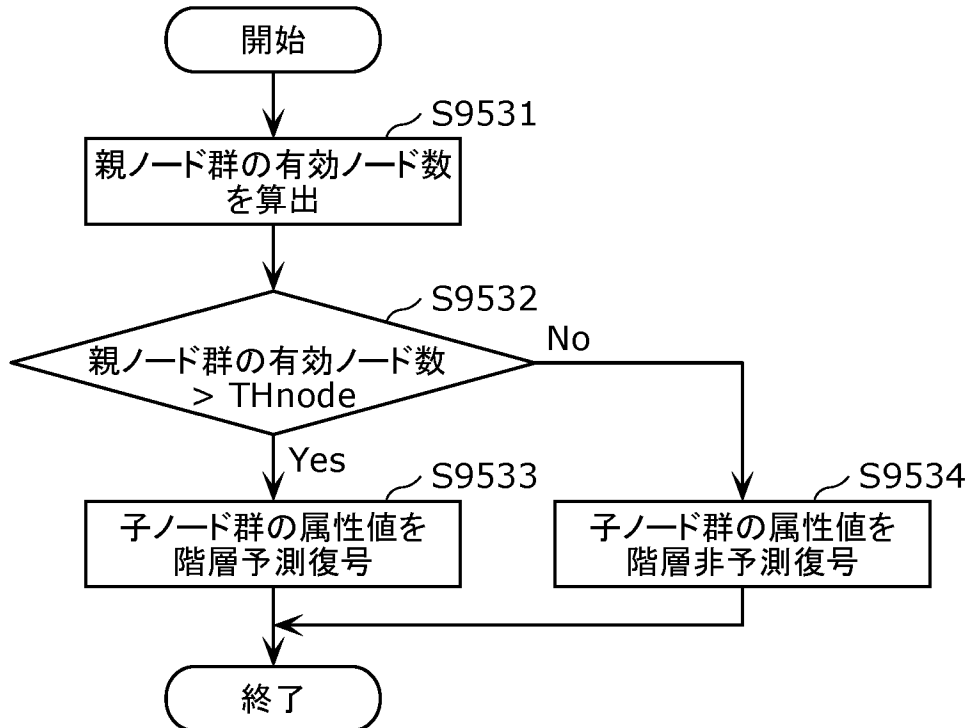 開始
S9531
親ノード群の有効ノード数
を算出
S9532
親ノード群の有効ノード数
> THnode
No
Yes
S9533
子ノード群の属性値を
階層予測復号
S9534
子ノード群の属性値を
階層非予測復号
終了